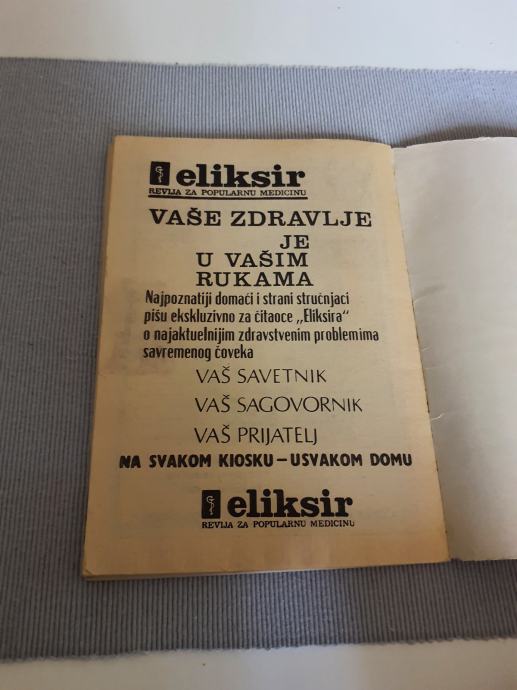 eliksir
REVIJA ZA POPULARNU MEDICINU
VAŠE ZDRAVLJE
JE
U VAŠIM
RUKAMA
Najpoznatiji domaći i strani stručnjaci
pišu ekskluzivno za čitaoce „Eliksira“
o najaktuelnijim zdravstvenim problemima
savremenog čoveka
VAŠ SAVETNIK
VAŠ SAGOVORNIK
VAŠ PRIJATELJ
NA SVAKOM KIOSKU – USVAKOM DOMU
eliksir
REVIJA ZA POPULARNU MEDICINU